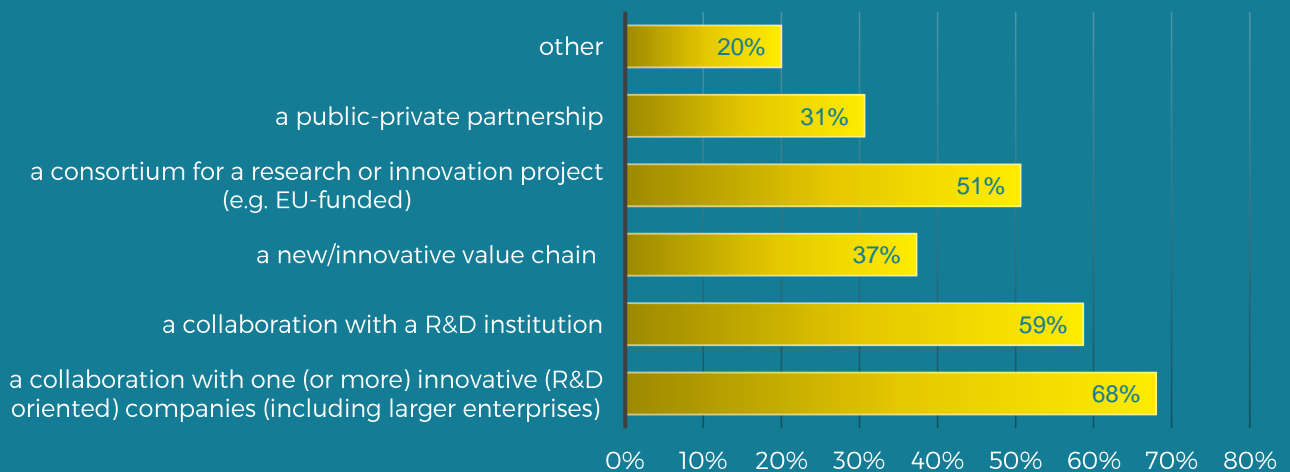 other
20%
a public-private partnership
31%
a consortium for a research or innovation project
(e.g. EU-funded)
51%
a new/innovative value chain
37%
a collaboration with a R&D institution
59%
a collaboration with one (or more) innovative (R&D
oriented) companies (including larger enterprises)
68%
0% 10% 20% 30% 40% 50% 60% 70% 80%